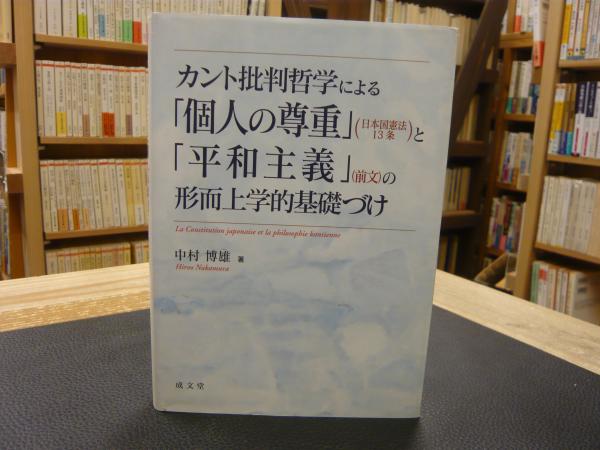 カント批判哲学による
「個人の尊重」(日本国憲法13条)と
「平和主義」(前文)の
形而上学的基礎づけ
La Constitution japonaise et la philosophie kantienne
中村 博雄 著
Hiroo Nakamura
成文堂